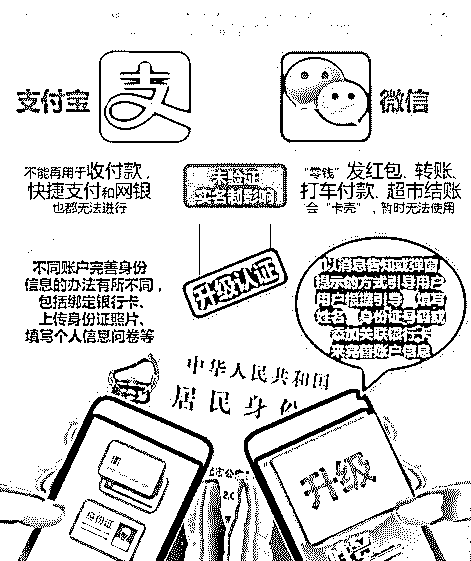 支付宝
支
微信
不能再用于收付款，
快捷支付和网银
也都无法进行
未验证
实名制影响
“零钱”发红包、转账、
打车付款、超市结账
会“卡壳”，暂时无法使用
升级认证
不同账户完善身份
信息的办法有所不同，
包括绑定银行卡、
上传身份证照片、
填写个人信息问卷等
以消息告知或弹窗
提示的方式引导用户
用户根据引导，填写
姓名、身份证号码或
添加关联银行卡
来完善账户信息
中华人民共和国
居民身份
身份证
升级